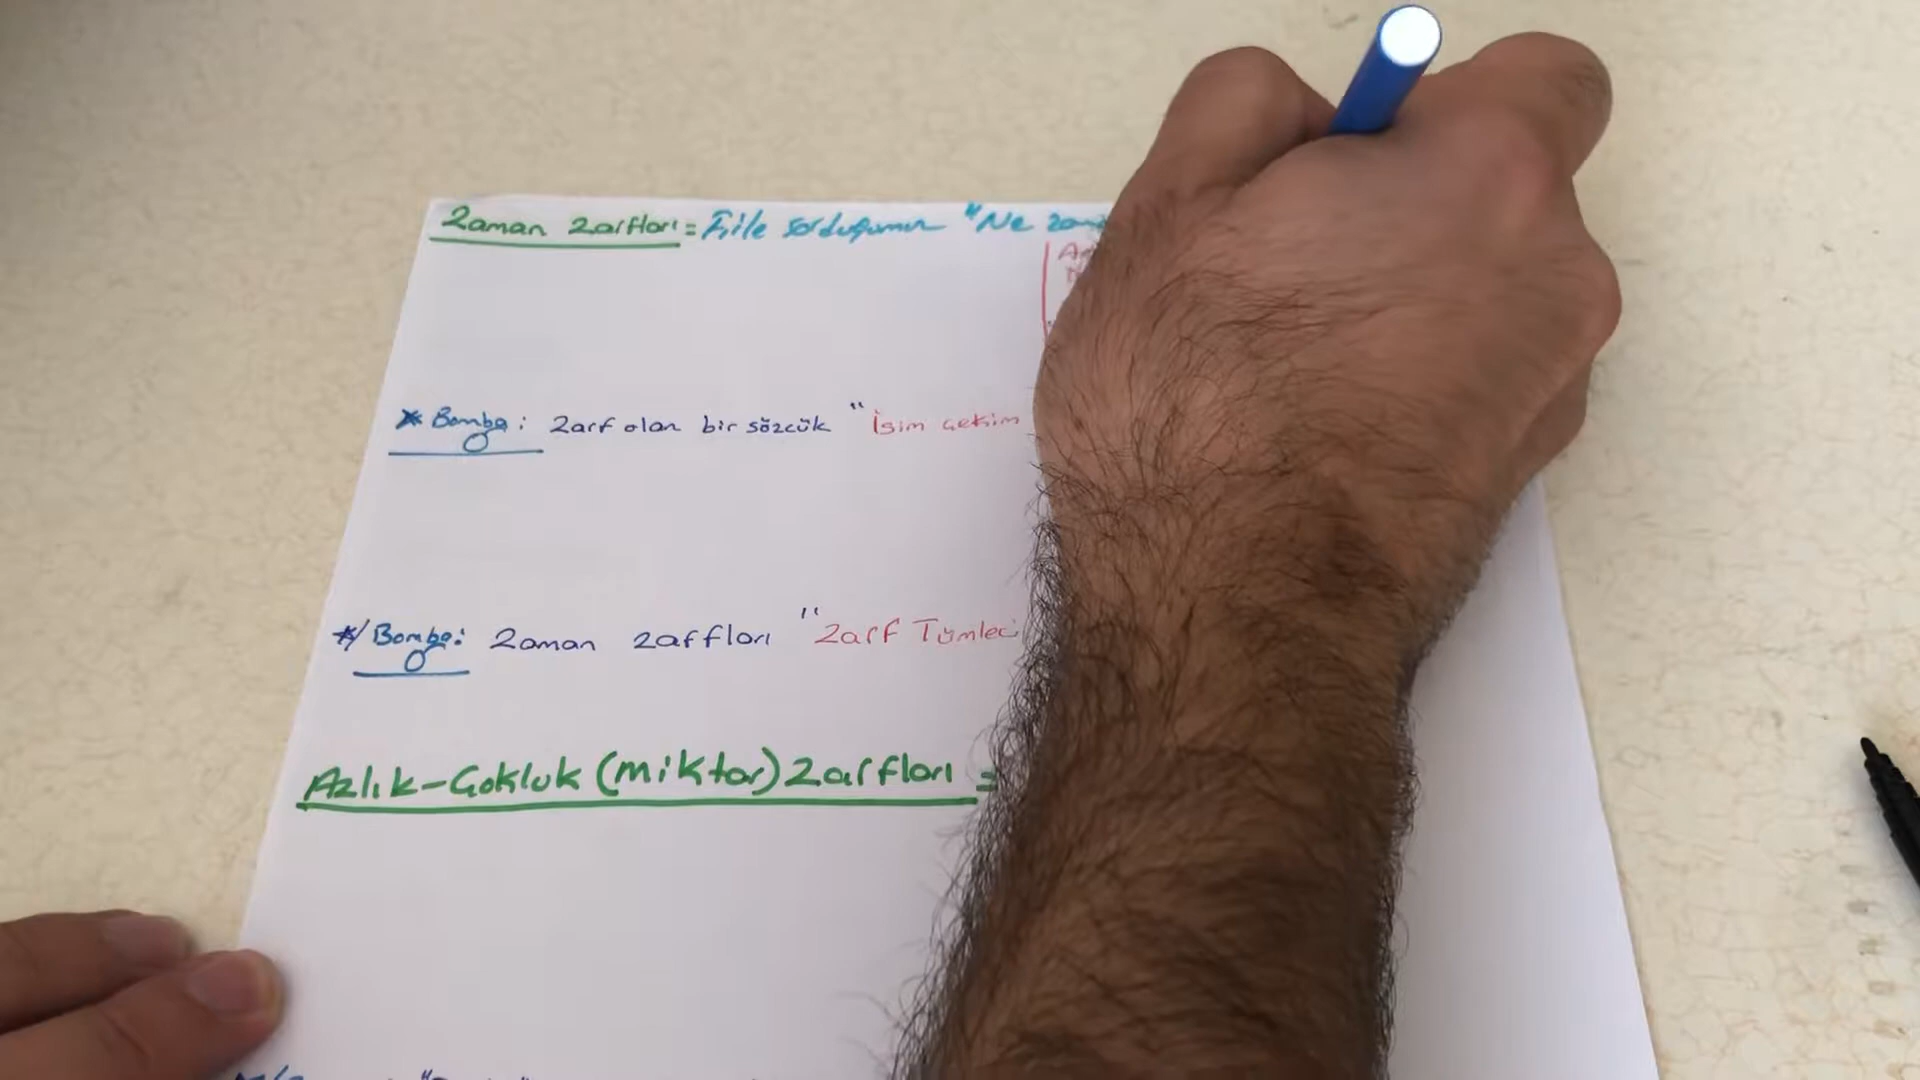 Zaman Zarfları = Fiile sorduğumuz "Ne
* Bomba: Zarf olan bir sözcük "İsim çekim
* Bomba: Zaman zarfları "Zarf Tümleci
Azlık-Çokluk (miktar) Zarfları =